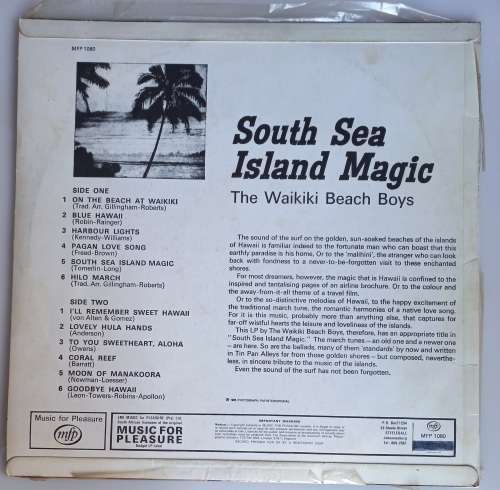 MFP 1080
South Sea
Island Magic
The Waikiki Beach Boys
SIDE ONE
1 ON THE BEACH AT WAIKIKI
(Trad. Arr. Gillingham-Roberts)
2 BLUE HAWAII
(Robin-Rainger)
3 HARBOUR LIGHTS
(Kennedy-Williams)
4 PAGAN LOVE SONG
(Freed-Brown)
5 SOUTH SEA ISLAND MAGIC
(Tomerlin-Long)
6 HILO MARCH
(Trad. Arr. Gillingham-Roberts)
SIDE TWO
1 I'LL REMEMBER SWEET HAWAII
(von Alten & Gomez)
2 LOVELY HULA HANDS
(Anderson)
3 TO YOU SWEETHEART, ALOHA
(Owens)
4 CORAL REEF
(Barratt)
5 MOON OF MANAKOORA
(Newman-Loesser)
6 GOODBYE HAWAII
(Leon-Towers-Robins-Apollon)
The sound of the surf on the golden, sun-soaked beaches of the islands
of Hawaii is familiar indeed to the fortunate man who can boast that this
earthly paradise is his home. Or to the 'malihini', the stranger who can look
back with fondness to a never-to-be-forgotten visit to these enchanted
shores.
For most dreamers, however, the magic that is Hawaii is confined to the
inspired and tantalising pages of an airline brochure. Or to the colour and
the away-from-it-all theme of a travel film.
Or to the so-distinctive melodies of Hawaii, to the happy excitement of
the traditional march tune, the romantic harmonies of a native love song.
For it is this music, probably more than anything else, that captures for
far-off wistful hearts the leisure and loveliness of the islands.
This LP by The Waikiki Beach Boys, therefore, has an appropriate title in
"South Sea Island Magic." The march tunes – an old one and a newer one
– are here. So are the ballads, many of them 'standards' by now and written
in Tin Pan Alleys far from those golden shores – but composed, neverthe-
less, in sincere tribute to the music of the islands.
Even the sound of the surf has not been forgotten.
Music for Pleasure
mfp
MUSIC FOR
PLEASURE
IMPORTANT WARNING
Music for Pleasure
mfp
MFP 1080